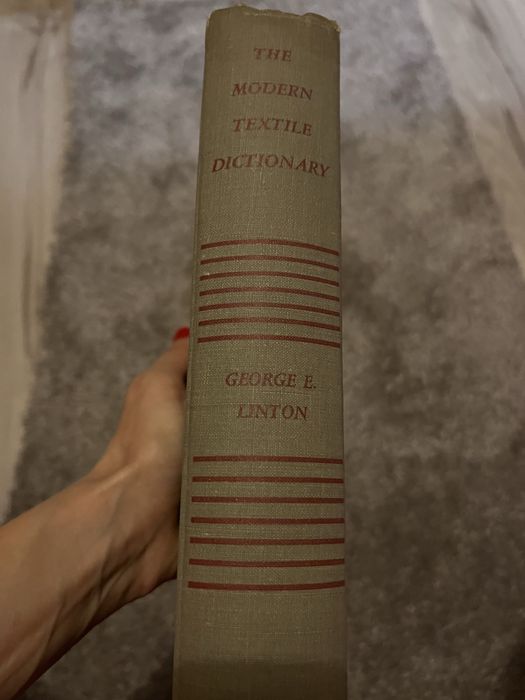 THE
MODERN
TEXTILE
DICTIONARY
GEORGE E.
LINTON